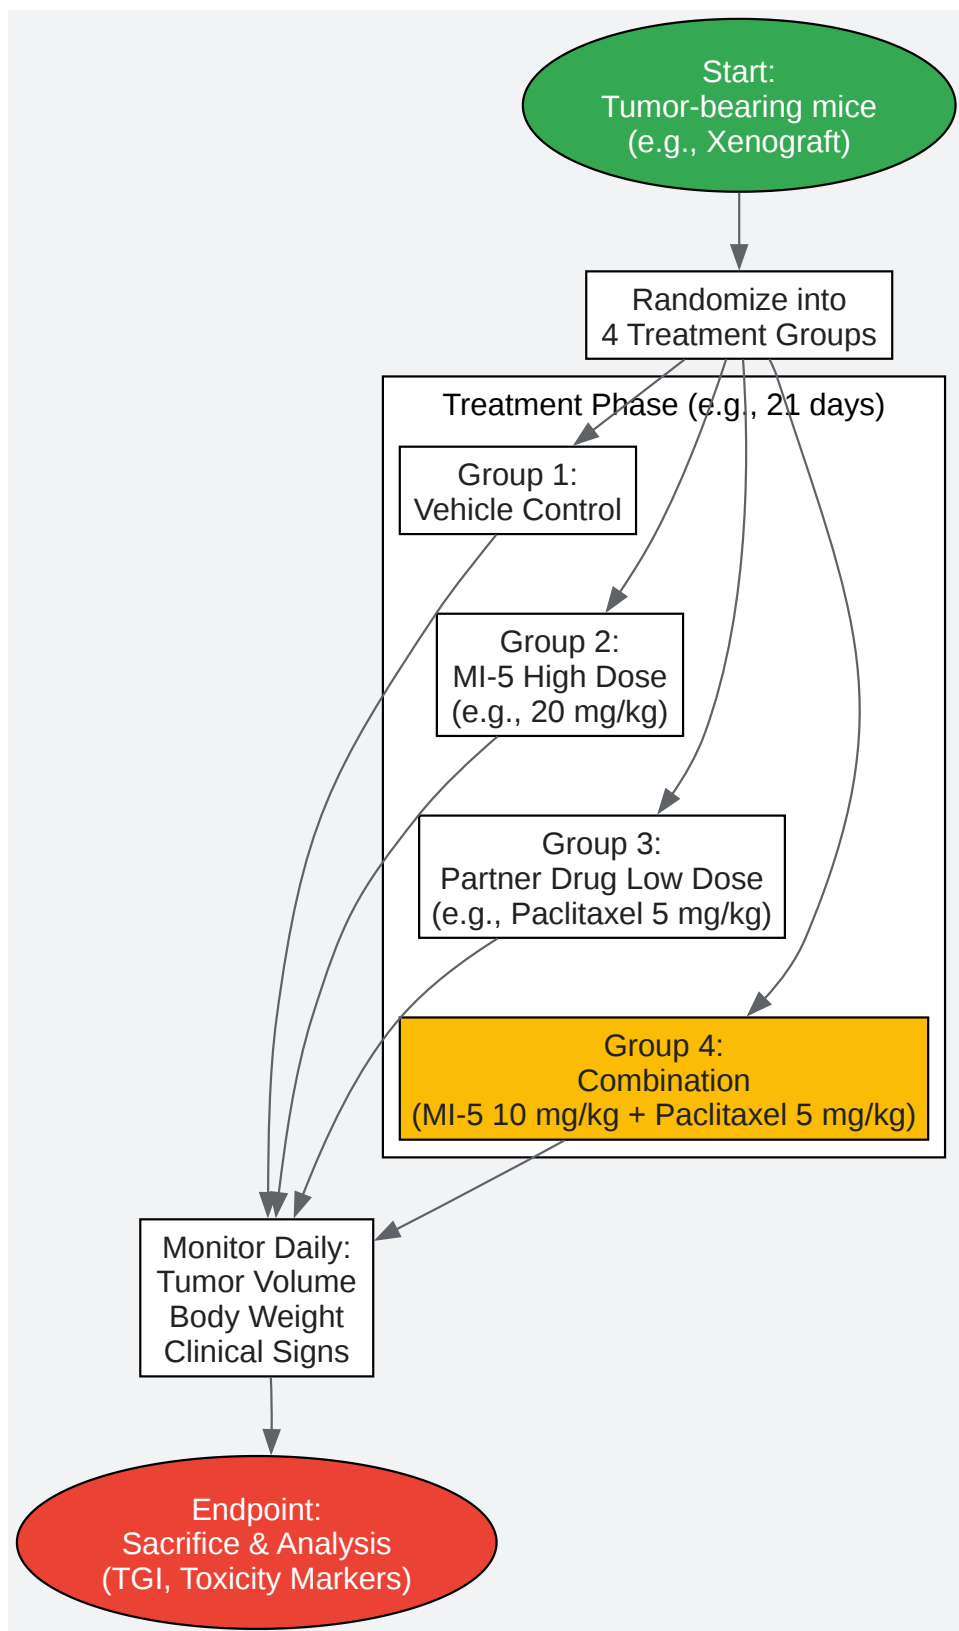 Start:
Tumor-bearing mice
(e.g., Xenograft)
Randomize into
4 Treatment Groups
Treatment Phase (e.g., 21 days)
Group 1:
Vehicle Control
Group 2:
MI-5 High Dose
(e.g., 20 mg/kg)
Group 3:
Partner Drug Low Dose
(e.g., Paclitaxel 5 mg/kg)
Group 4:
Combination
(MI-5 10 mg/kg + Paclitaxel 5 mg/kg)
Monitor Daily:
Tumor Volume
Body Weight
Clinical Signs
Endpoint:
Sacrifice & Analysis
(TGI, Toxicity Markers)